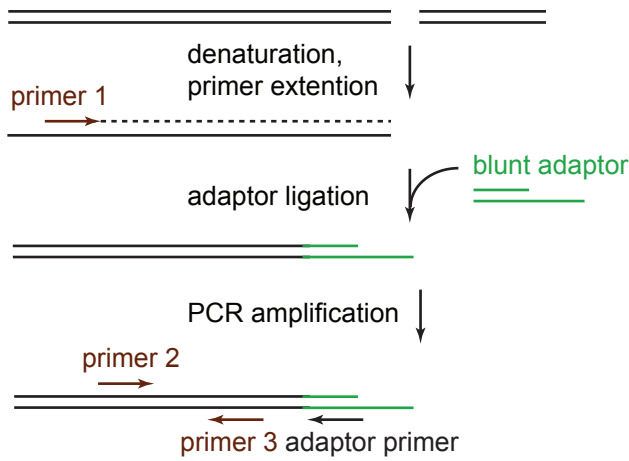 denaturation,
primer extention
primer 1
blunt adaptor
adaptor ligation
PCR amplification
primer 2
primer 3 adaptor primer